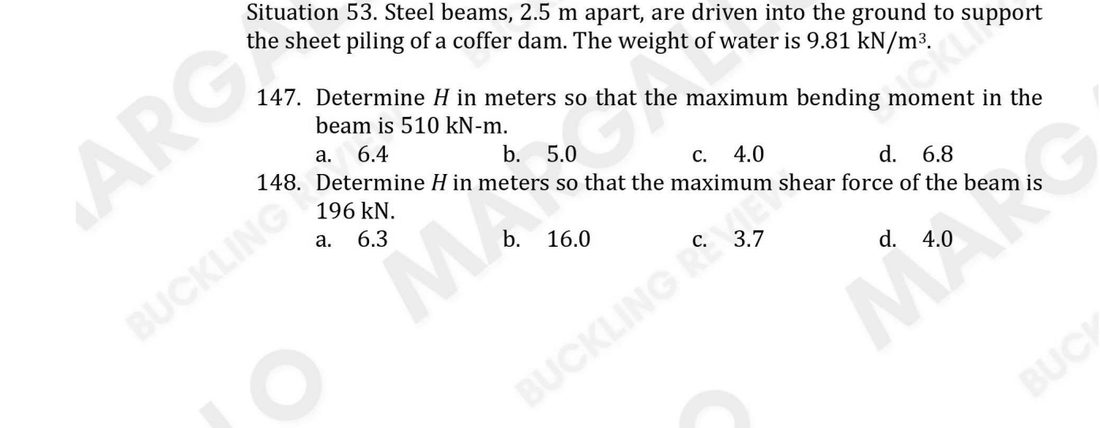 Situation 53. Steel beams, 2.5 m apart, are driven into the ground to support
the sheet piling of a coffer dam. The weight of water is 9.81 kN/m³.
147. Determine H in meters so that the maximum bending moment in the
beam is 510 kN-m.
a. 6.4 b. 5.0 c. 4.0 d. 6.8
148. Determine H in meters so that the maximum shear force of the beam is
196 kN.
a. 6.3 b. 16.0 c. 3.7 d. 4.0
BUCKLING
BUCKLING REVIEW